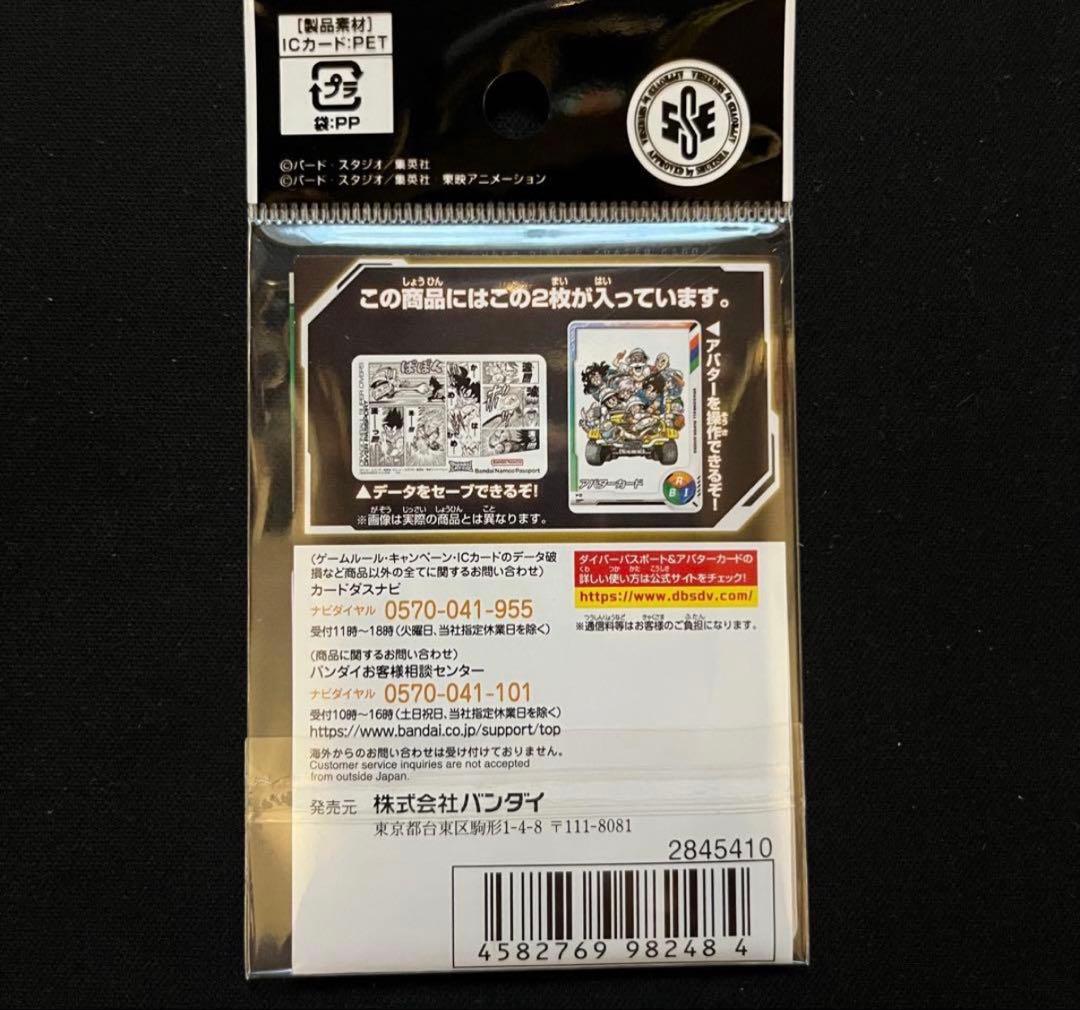 [製品素材]
ICカード:PET
プラ
袋:PP
©バード・スタジオ/集英社
©バード・スタジオ/集英社・東映アニメーション
APPROVED by SHUEISHA
SSE
この商品にはこの2枚が入っています。
ぱぱん
Bandai Namco Passport
▲データをセーブできるぞ!
※画像は実際の商品とは異なります。
アバターカード
R
B I
◀アバターを操作できるぞ!
(ゲームルール・キャンペーン・ICカードのデータ破
損など商品以外の全てに関するお問い合わせ)
カードダスナビ
ナビダイヤル 0570-041-955
受付11時〜18時(火曜日、当社指定休業日を除く)
ダイバーパスポート&アバターカードの
詳しい使い方は公式サイトをチェック!
https://www.dbsdv.com/
※通信料等はお客様のご負担になります。
(商品に関するお問い合わせ)
バンダイお客様相談センター
ナビダイヤル 0570-041-101
受付10時〜16時(土日祝日、当社指定休業日を除く)
https://www.bandai.co.jp/support/top
海外からのお問い合わせは受け付けておりません。
Customer service inquiries are not accepted
from outside Japan.
発売元 株式会社バンダイ
東京都台東区駒形1-4-8 〒111-8081
2845410
4582769 98248 4